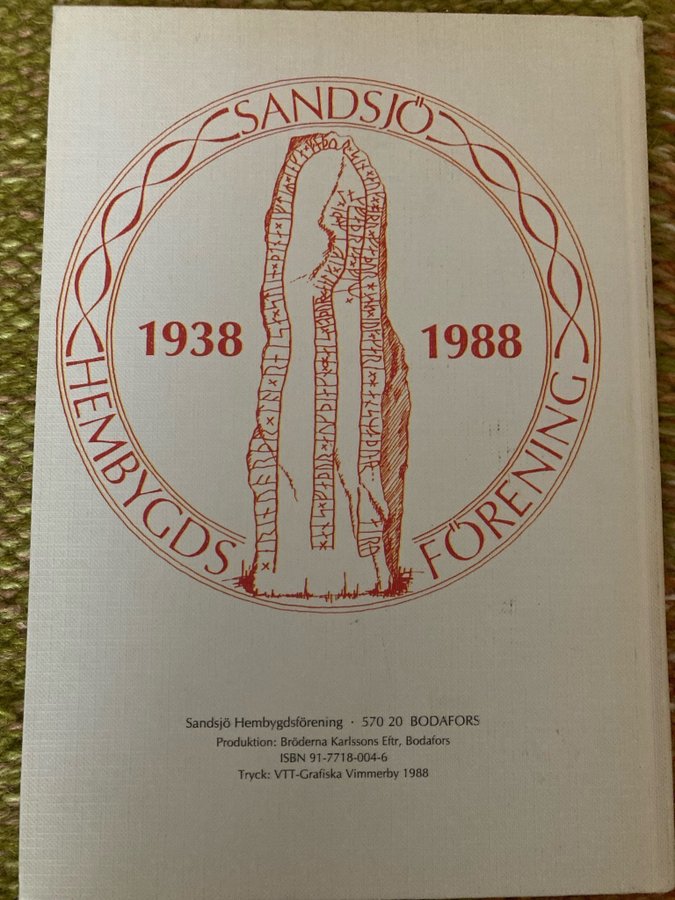 SANDSJÖ
HEMBYGDS
FÖRENING
1938
1988
Sandsjö Hembygdsförening · 570 20 BODAFORS
Produktion: Bröderna Karlssons Eftr, Bodafors
ISBN 91-7718-004-6
Tryck: VTT-Grafiska Vimmerby 1988